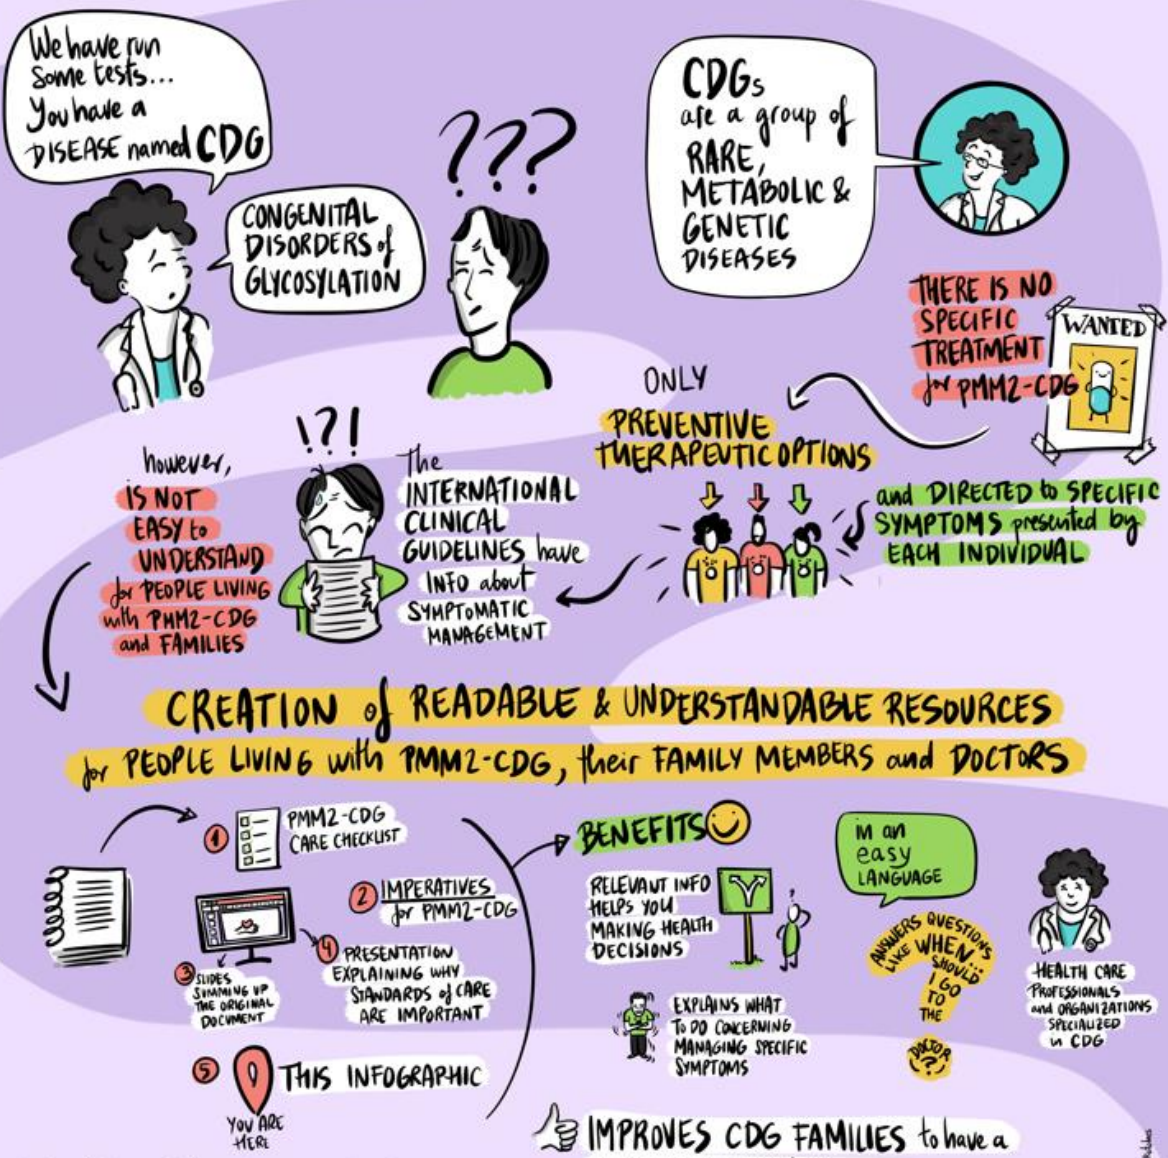 We have run
some tests...
You have a
DISEASE named CDG
CONGENITAL
DISORDERS of
GLYCOSYLATION
???
CDGs
are a group of
RARE,
METABOLIC &
GENETIC
DISEASES
THERE IS NO
SPECIFIC
TREATMENT
for PMM2-CDG
WANTED
ONLY
PREVENTIVE
THERAPEUTIC OPTIONS
and DIRECTED to SPECIFIC
SYMPTOMS presented by
EACH INDIVIDUAL
The
INTERNATIONAL
CLINICAL
GUIDELINES have
INFO about
SYMPTOMATIC
MANAGEMENT
!?!
however,
IS NOT
EASY to
UNDERSTAND
for PEOPLE LIVING
with PMM2-CDG
and FAMILIES
CREATION of READABLE & UNDERSTANDABLE RESOURCES
for PEOPLE LIVING with PMM2-CDG, their FAMILY MEMBERS and DOCTORS
1
PMM2-CDG
CARE CHECKLIST
2 IMPERATIVES
for PMM2-CDG
3 SLIDES
SUMMING UP
THE ORIGINAL
DOCUMENT
4 PRESENTATION
EXPLAINING WHY
STANDARDS of CARE
ARE IMPORTANT
5 THIS INFOGRAPHIC
YOU ARE
HERE
BENEFITS
RELEVANT INFO
HELPS YOU
MAKING HEALTH
DECISIONS
?
EXPLAINS WHAT
TO DO CONCERNING
MANAGING SPECIFIC
SYMPTOMS
in an
easy
LANGUAGE
ANSWERS QUESTIONS
LIKE WHEN...
SHOULD
I GO
TO
THE
DOCTOR
?
HEALTH CARE
PROFESSIONALS
and ORGANIZATIONS
SPECIALIZED
in CDG
IMPROVES CDG FAMILIES to have a